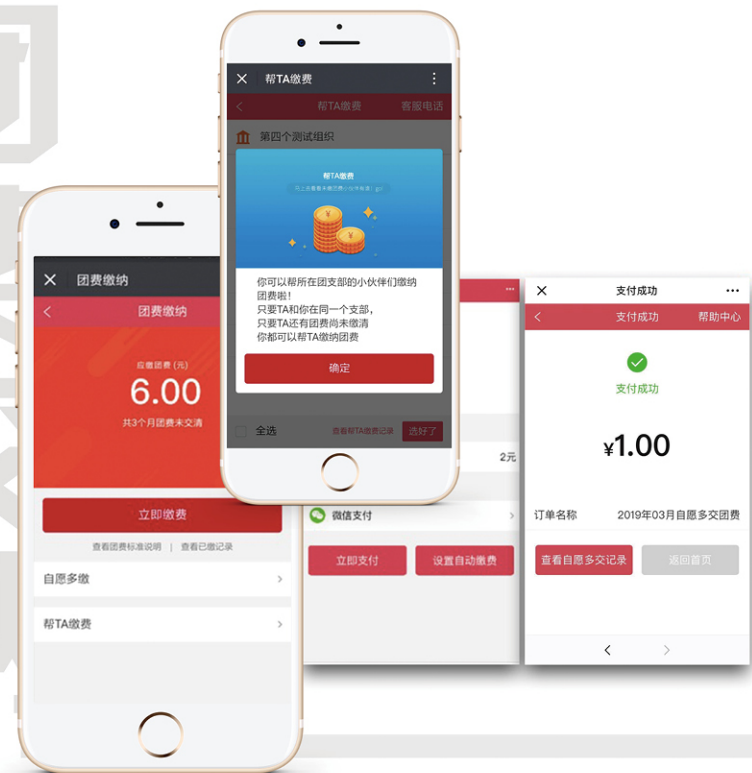 帮TA缴费
帮TA缴费
客服电话
第四个测试组织
帮TA缴费
你可以帮所在团支部的小伙伴们缴纳
团费啦!
只要TA和你在同一个支部,
只要TA还有团费尚未缴清
你都可以帮TA缴纳团费
确定
全选
查看帮TA缴费记录
选好了
团费缴纳
团费缴纳
应缴团费(元)
6.00
共3个月团费未交清
立即缴费
查看团费标准说明 | 查看已缴记录
自愿多缴
帮TA缴费
2元
微信支付
立即支付
设置自动缴费
支付成功
支付成功
帮助中心
支付成功
¥1.00
订单名称
2019年03月自愿多交团费
查看自愿多交记录
返回首页